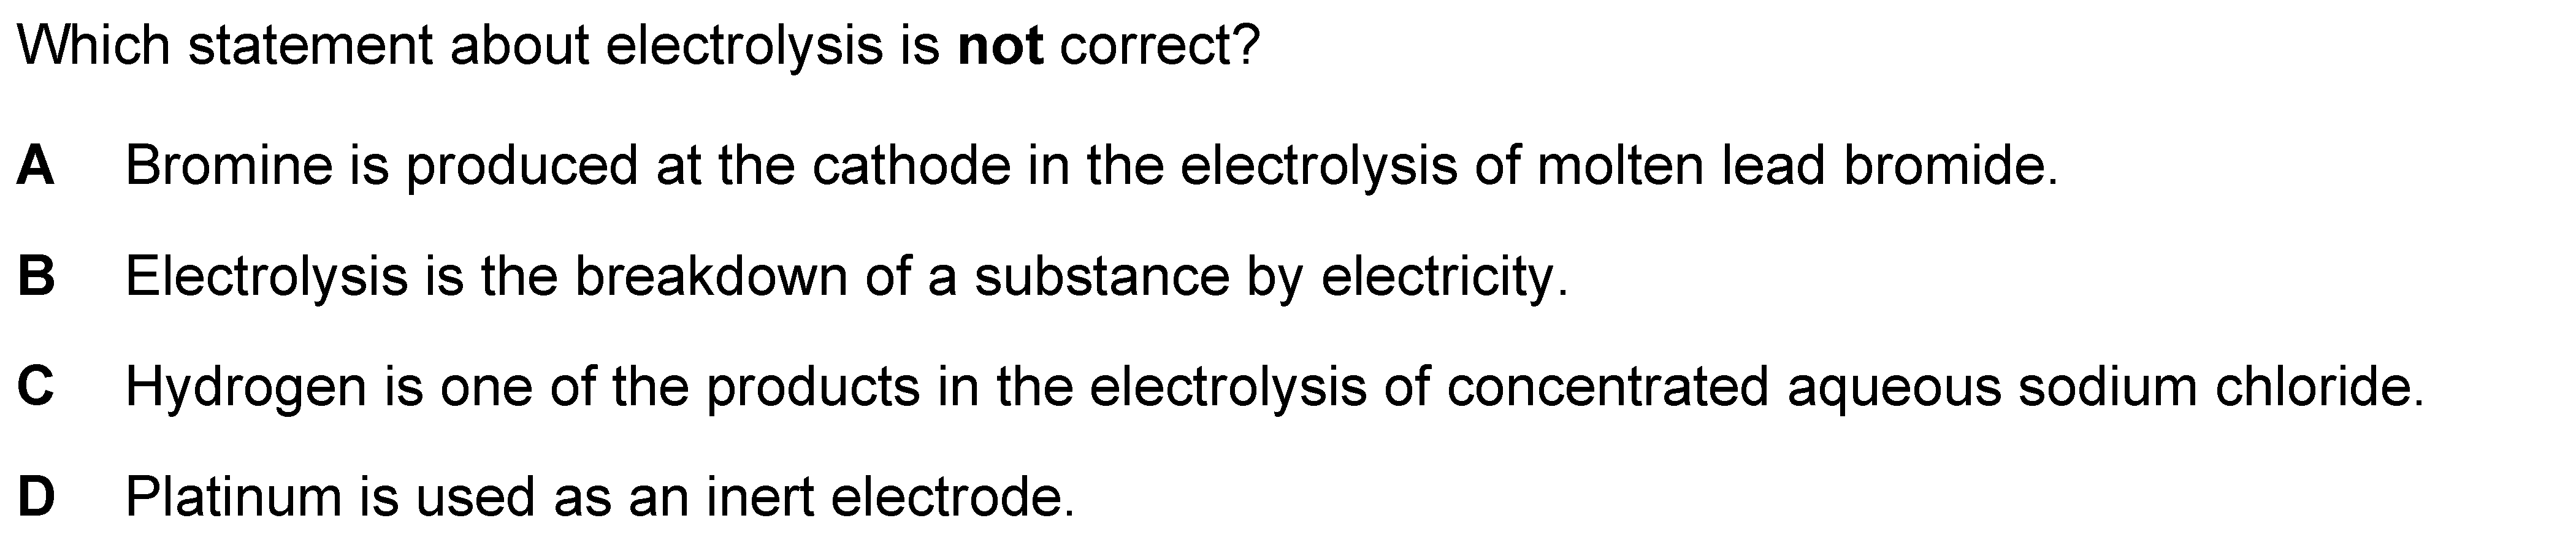 Which statement about electrolysis is not correct?
A Bromine is produced at the cathode in the electrolysis of molten lead bromide.
B Electrolysis is the breakdown of a substance by electricity.
C Hydrogen is one of the products in the electrolysis of concentrated aqueous sodium chloride.
D Platinum is used as an inert electrode.